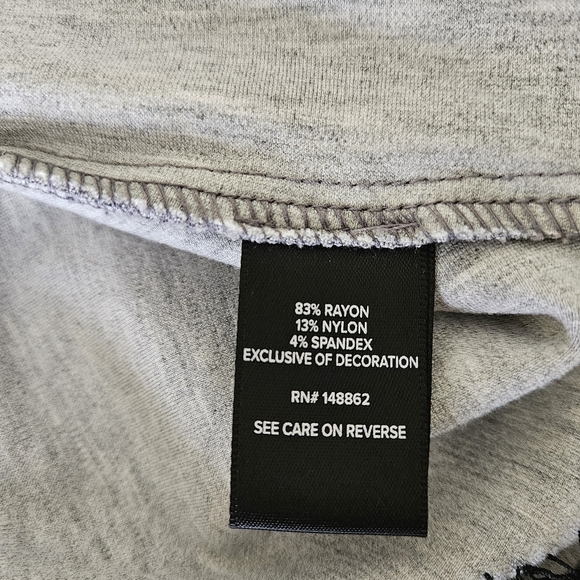 83% RAYON
13% NYLON
4% SPANDEX
EXCLUSIVE OF DECORATION
RN# 148862
SEE CARE ON REVERSE